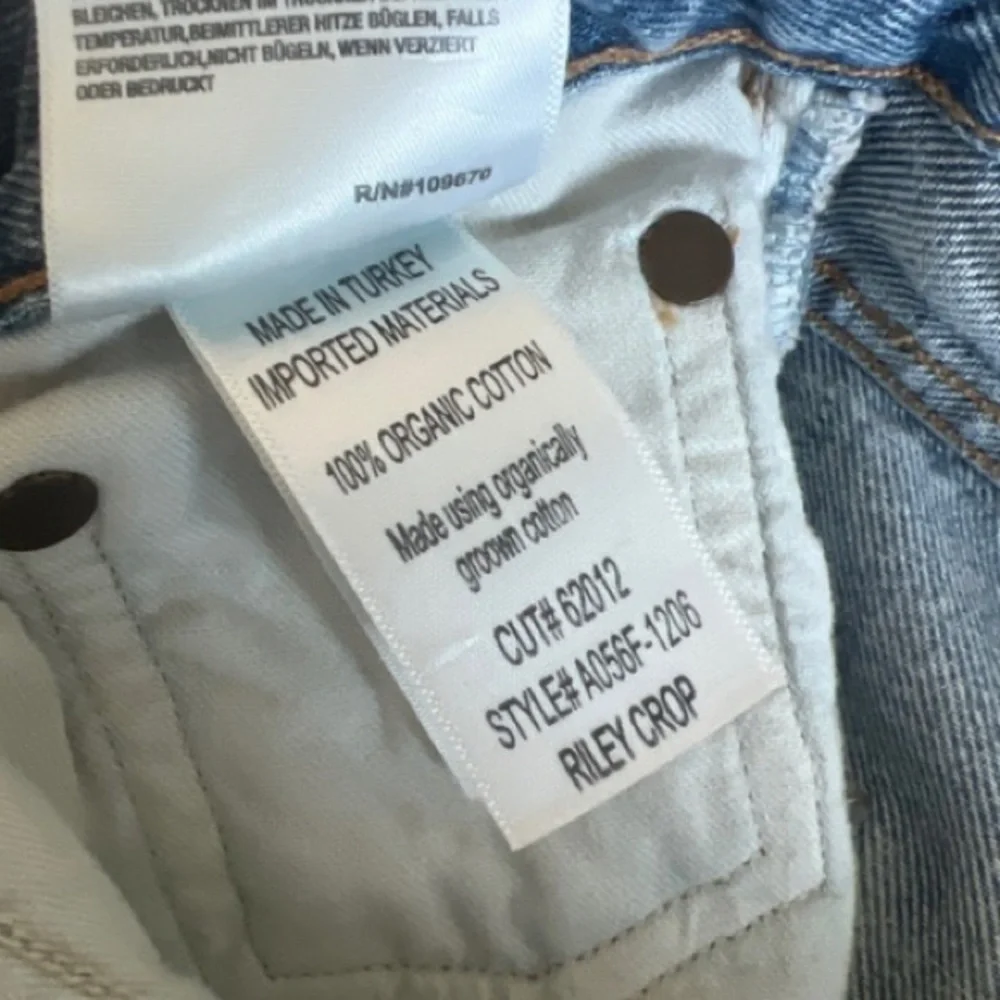 BLEICHEN, TROCKNEN IM
TEMPERATUR,BEIMITTLERER HITZE BÜGLEN, FALLS
ERFORDERLICH,NICHT BÜGELN, WENN VERZIERT
ODER BEDRUCKT
R/N#109670
MADE IN TURKEY
IMPORTED MATERIALS
100% ORGANIC COTTON
Made using organically
groown cotton
CUT# 62012
STYLE# A056F-1206
RILEY CROP